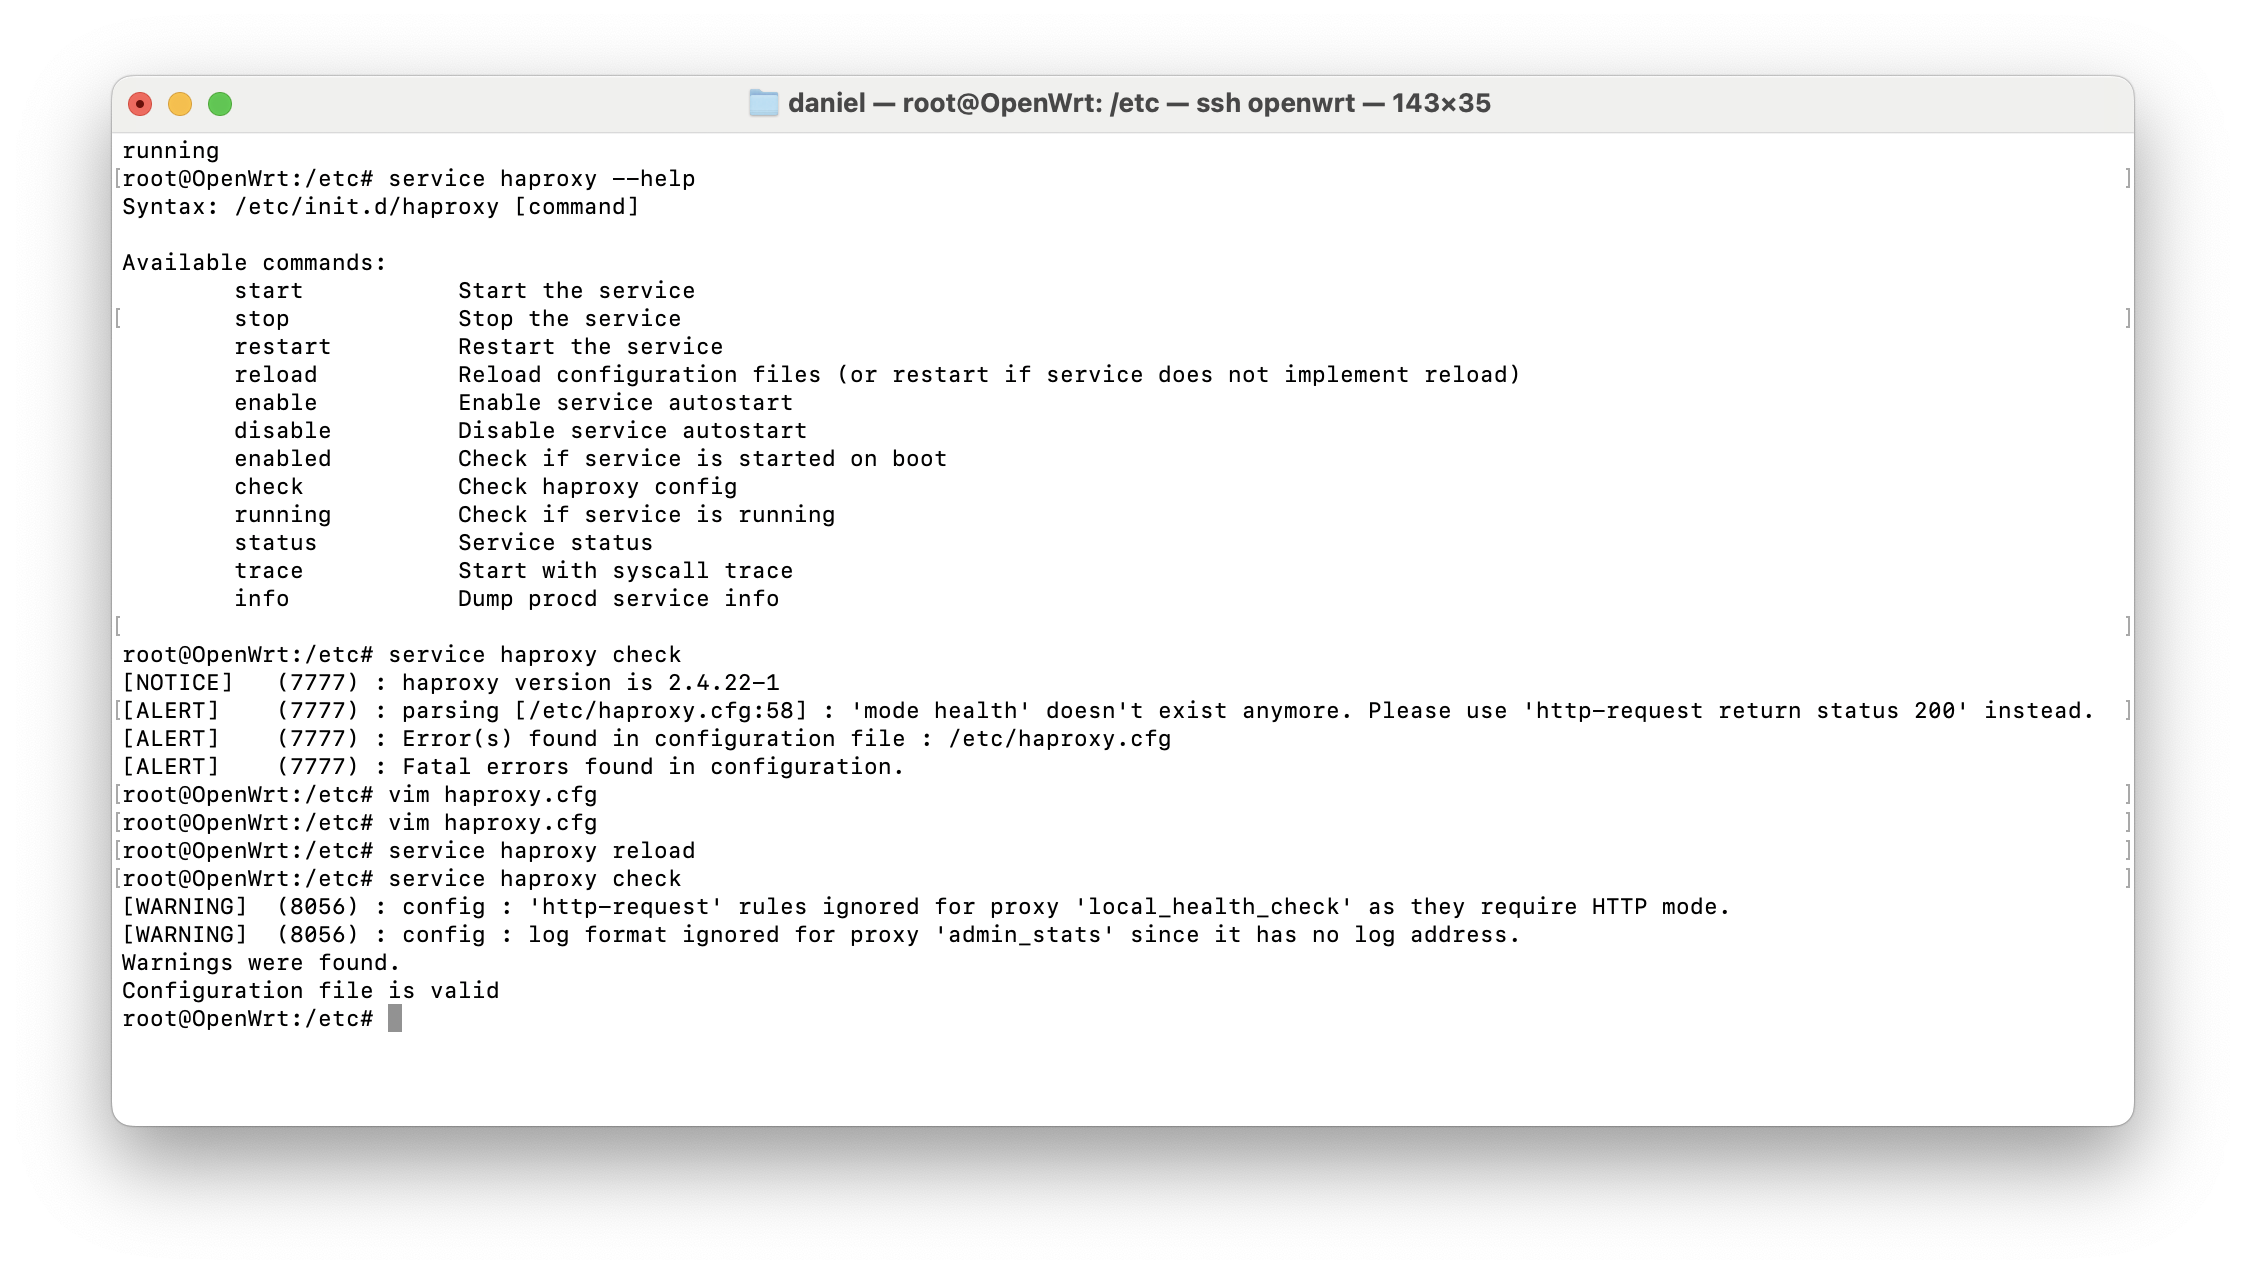 daniel — root@OpenWrt: /etc — ssh openwrt — 143×35
running
[root@OpenWrt:/etc# service haproxy --help ]
Syntax: /etc/init.d/haproxy [command]
Available commands:
start Start the service
[ stop Stop the service ]
restart Restart the service
reload Reload configuration files (or restart if service does not implement reload)
enable Enable service autostart
disable Disable service autostart
enabled Check if service is started on boot
check Check haproxy config
running Check if service is running
status Service status
trace Start with syscall trace
info Dump procd service info
[ ]
root@OpenWrt:/etc# service haproxy check
[NOTICE] (7777) : haproxy version is 2.4.22-1
[[ALERT] (7777) : parsing [/etc/haproxy.cfg:58] : 'mode health' doesn't exist anymore. Please use 'http-request return status 200' instead. ]
[ALERT] (7777) : Error(s) found in configuration file : /etc/haproxy.cfg
[ALERT] (7777) : Fatal errors found in configuration.
[root@OpenWrt:/etc# vim haproxy.cfg ]
[root@OpenWrt:/etc# vim haproxy.cfg ]
[root@OpenWrt:/etc# service haproxy reload ]
[root@OpenWrt:/etc# service haproxy check ]
[WARNING] (8056) : config : 'http-request' rules ignored for proxy 'local_health_check' as they require HTTP mode.
[WARNING] (8056) : config : log format ignored for proxy 'admin_stats' since it has no log address.
Warnings were found.
Configuration file is valid
root@OpenWrt:/etc#